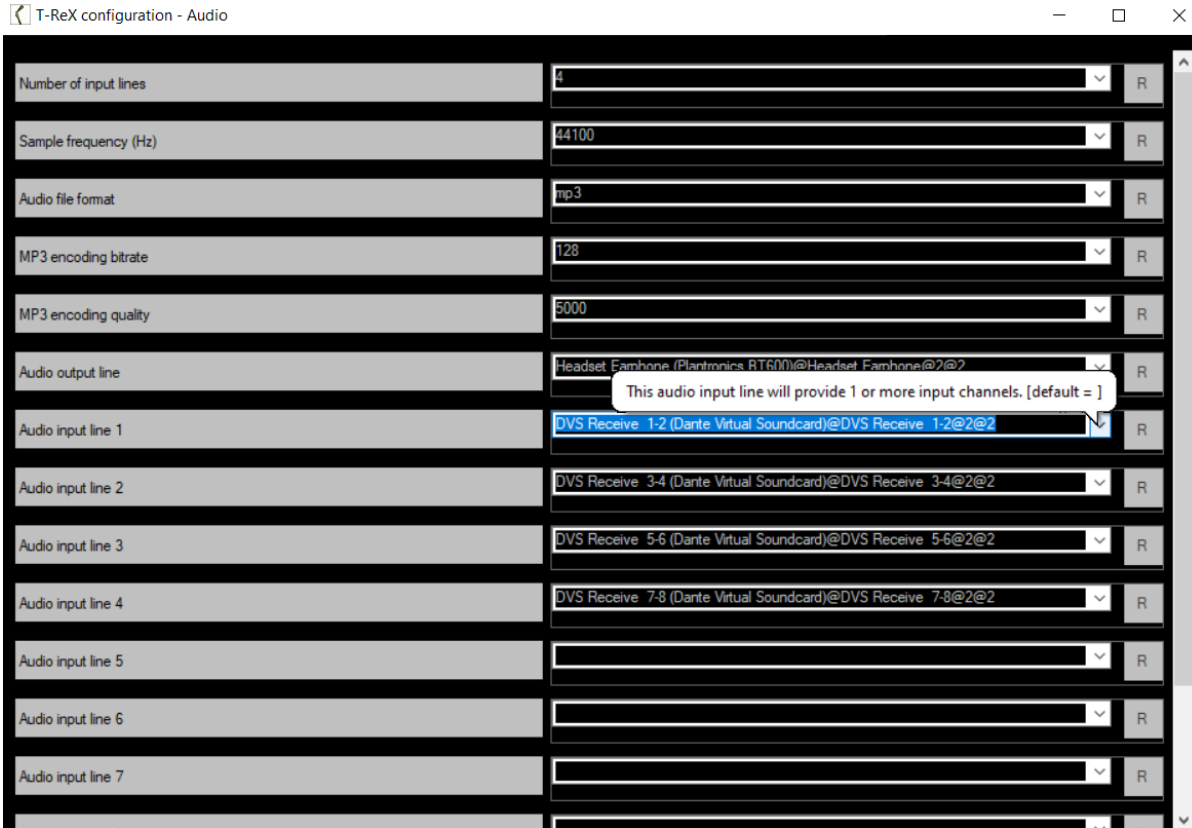 T-ReX configuration - Audio
Number of input lines 4 R
Sample frequency (Hz) 44100 R
Audio file format mp3 R
MP3 encoding bitrate 128 R
MP3 encoding quality 5000 R
Audio output line Headset Earphone (Plantronics BT600)@Headset Earphone@2@2 R
This audio input line will provide 1 or more input channels. [default = ]
Audio input line 1 DVS Receive 1-2 (Dante Virtual Soundcard)@DVS Receive 1-2@2@2 R
Audio input line 2 DVS Receive 3-4 (Dante Virtual Soundcard)@DVS Receive 3-4@2@2 R
Audio input line 3 DVS Receive 5-6 (Dante Virtual Soundcard)@DVS Receive 5-6@2@2 R
Audio input line 4 DVS Receive 7-8 (Dante Virtual Soundcard)@DVS Receive 7-8@2@2 R
Audio input line 5 R
Audio input line 6 R
Audio input line 7 R